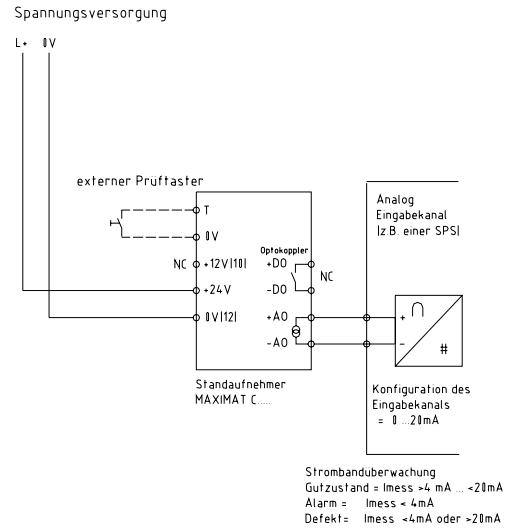 Spannungsversorgung
L+ 0V
externer Prüftaster
T
0V
NC +12V(10)
+24V
0V(12)
Optokoppler
+DO
-DO
NC
+AO
-AO
Standaufnehmer
MAXIMAT C.....
Analog
Eingabekanal
(z.B. einer SPS)
+
-
∩
#
Konfiguration des
Eingabekanals
= 0 ...20mA
Strombandüberwachung
Gutzustand = Imess >4 mA ... <20mA
Alarm = Imess < 4mA
Defekt= Imess <4mA oder >20mA